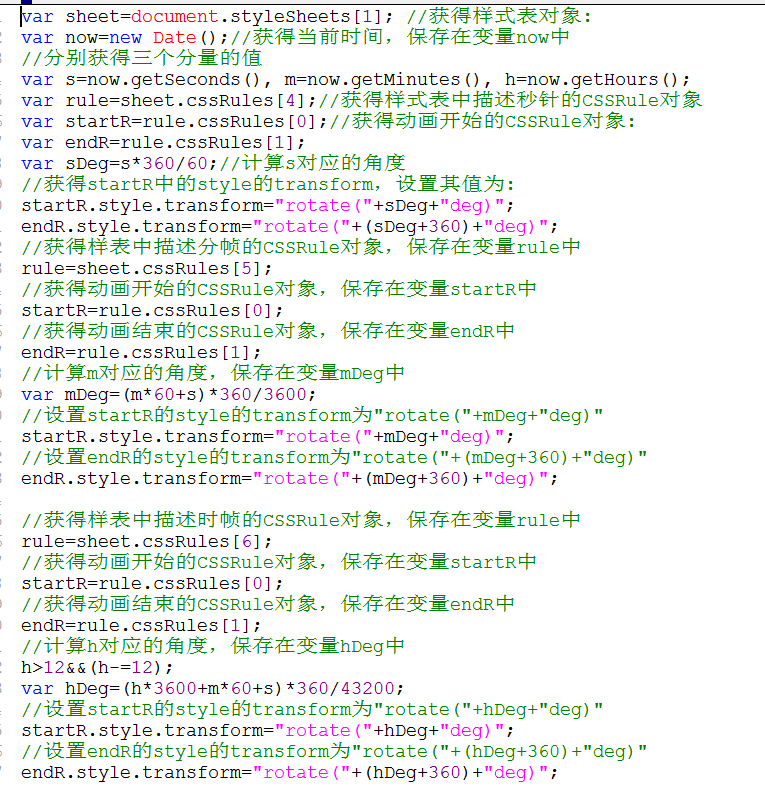 var sheet=document.styleSheets[1]; //获得样式表对象:
var now=new Date();//获得当前时间，保存在变量now中
//分别获得三个分量的值
var s=now.getSeconds(), m=now.getMinutes(), h=now.getHours();
var rule=sheet.cssRules[4];//获得样式表中描述秒针的CSSRule对象
var startR=rule.cssRules[0];//获得动画开始的CSSRule对象:
var endR=rule.cssRules[1];
var sDeg=s*360/60;//计算s对应的角度
//获得startR中的style的transform，设置其值为:
startR.style.transform="rotate("+sDeg+"deg)";
endR.style.transform="rotate("+(sDeg+360)+"deg)";
//获得样表中描述分帧的CSSRule对象，保存在变量rule中
rule=sheet.cssRules[5];
//获得动画开始的CSSRule对象，保存在变量startR中
startR=rule.cssRules[0];
//获得动画结束的CSSRule对象，保存在变量endR中
endR=rule.cssRules[1];
//计算m对应的角度，保存在变量mDeg中
var mDeg=(m*60+s)*360/3600;
//设置startR的style的transform为"rotate("+mDeg+"deg)"
startR.style.transform="rotate("+mDeg+"deg)";
//设置endR的style的transform为"rotate("+(mDeg+360)+"deg)"
endR.style.transform="rotate("+(mDeg+360)+"deg)";
//获得样表中描述时帧的CSSRule对象，保存在变量rule中
rule=sheet.cssRules[6];
//获得动画开始的CSSRule对象，保存在变量startR中
startR=rule.cssRules[0];
//获得动画结束的CSSRule对象，保存在变量endR中
endR=rule.cssRules[1];
//计算h对应的角度，保存在变量hDeg中
h>12&&(h-=12);
var hDeg=(h*3600+m*60+s)*360/43200;
//设置startR的style的transform为"rotate("+hDeg+"deg)"
startR.style.transform="rotate("+hDeg+"deg)";
//设置endR的style的transform为"rotate("+(hDeg+360)+"deg)"
endR.style.transform="rotate("+(hDeg+360)+"deg)";